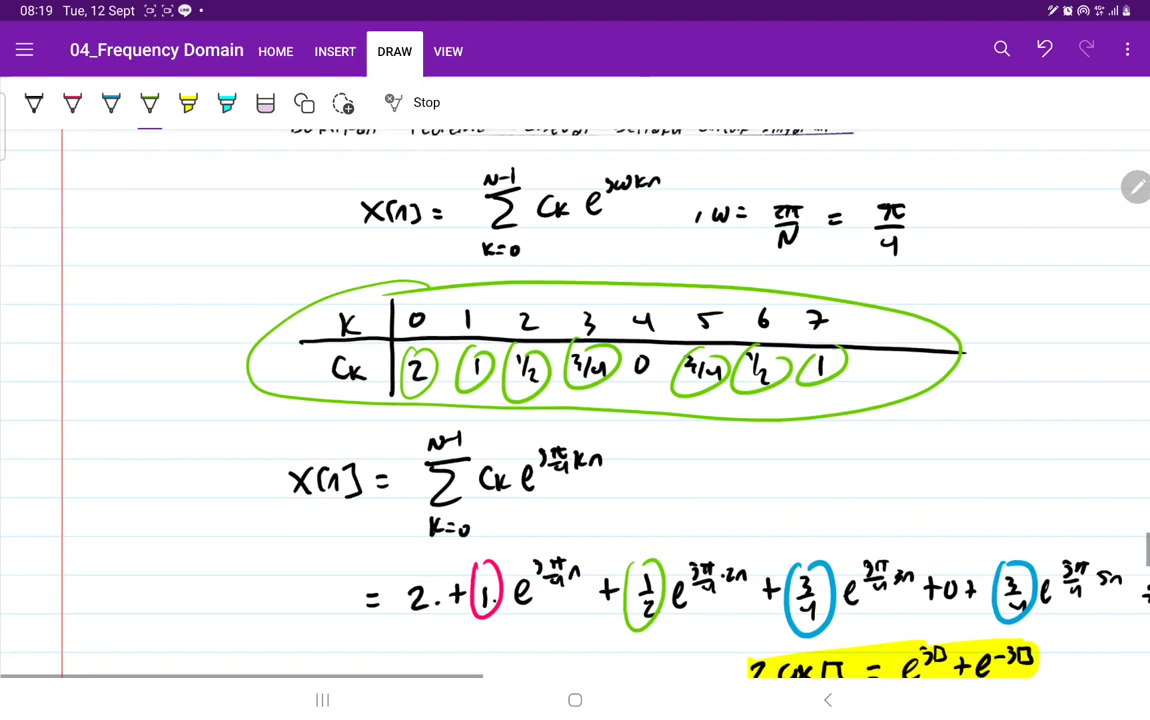 08:19 Tue, 12 Sept
04_Frequency Domain HOME INSERT DRAW VIEW
Stop
x[n] = N-1 Σ k=0 Ck e^jωkn , ω = 2π/N = π/4
K 0 1 2 3 4 5 6 7
Ck 2 1 1/2 3/4 0 3/4 1/2 1
x[n] = N-1 Σ k=0 Ck e^jπ/4 kn
= 2. + 1. e^jπ/4 n + 1/2 e^jπ/4 .2n + 3/4 e^jπ/4 3n + 0 + 3/4 e^jπ/4 5n +
2 cos □ = e^j□ + e^-j□